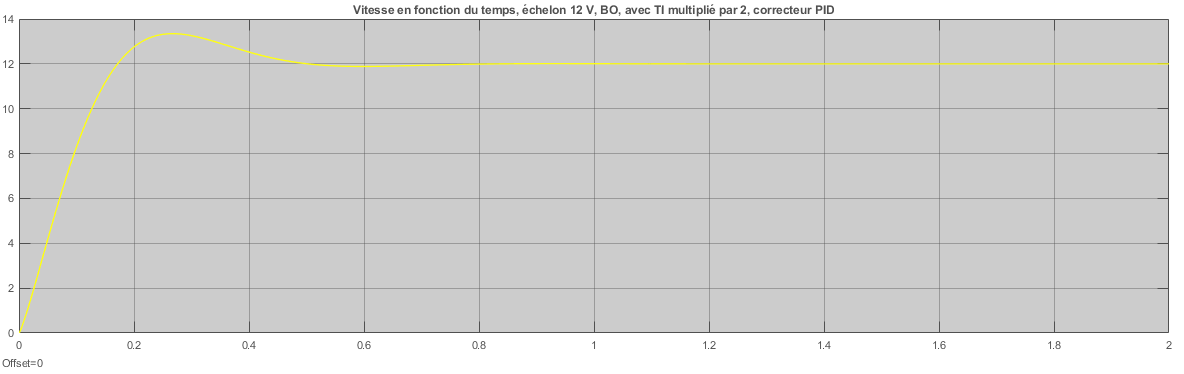 Vitesse en fonction du temps, échelon 12 V, BO, avec TI multiplié par 2, correcteur PID
14
12
10
8
6
4
2
0
0 0.2 0.4 0.6 0.8 1 1.2 1.4 1.6 1.8 2
Offset=0